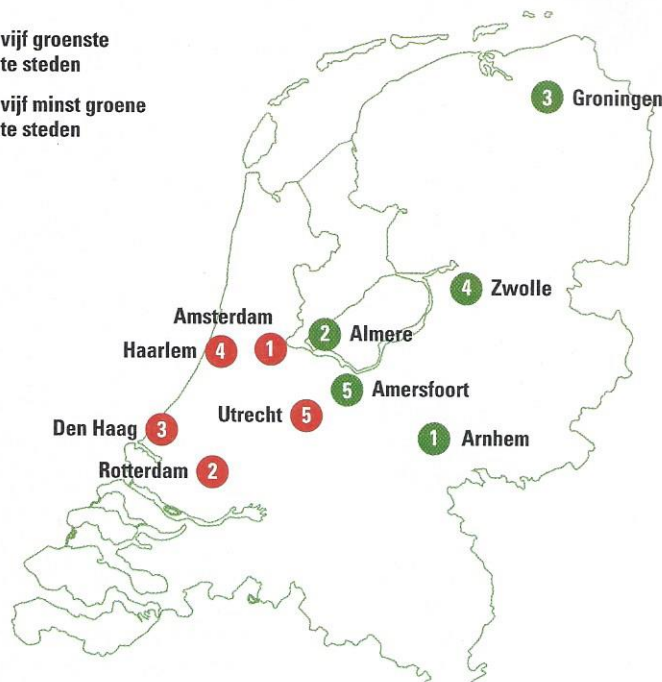 vijf groenste
te steden
vijf minst groene
te steden
3 Groningen
4 Zwolle
Amsterdam
1
2 Almere
Haarlem 4
5 Amersfoort
Utrecht 5
Den Haag 3
1 Arnhem
Rotterdam 2